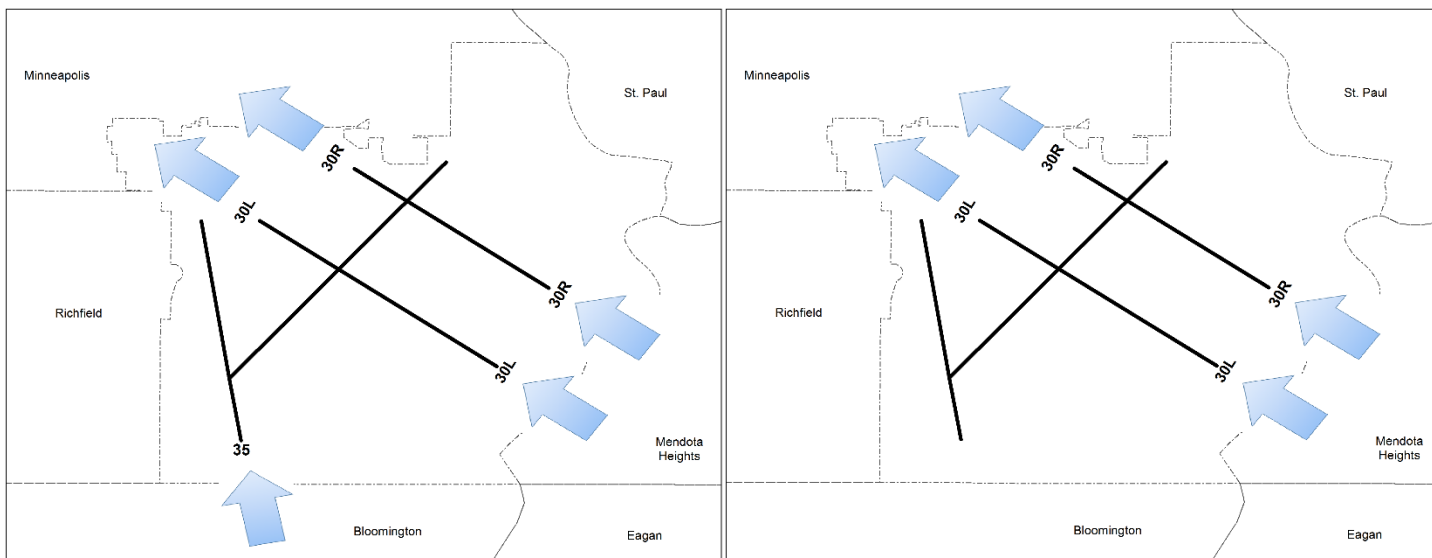 Minneapolis
St. Paul
30R
30L
30R
Richfield
30L
35
Mendota
Heights
Bloomington
Eagan
Minneapolis
St. Paul
30R
30L
30R
Richfield
30L
Mendota
Heights
Bloomington
Eagan